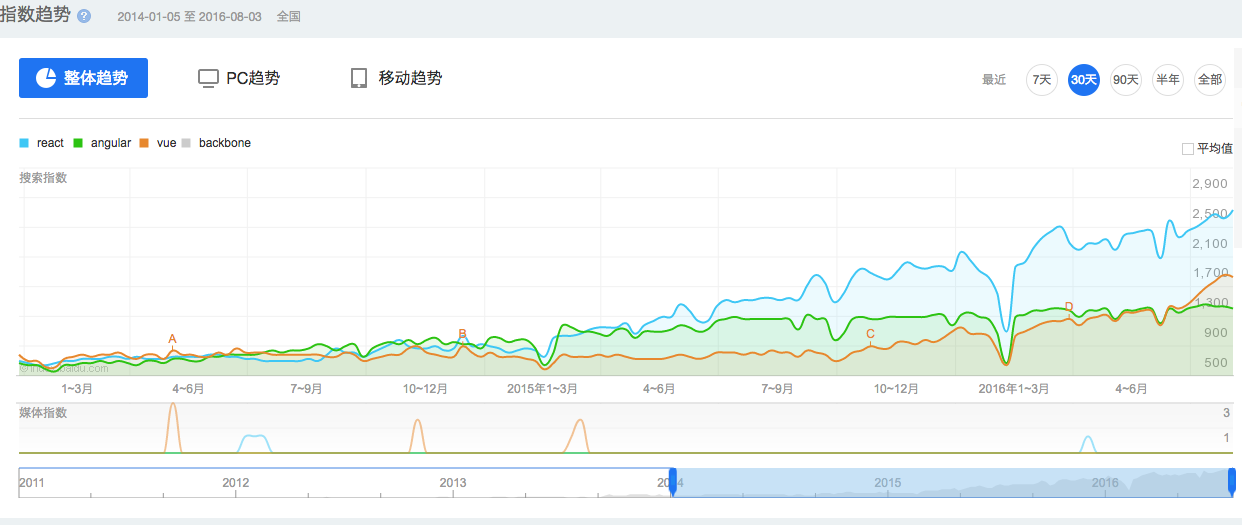 指数趋势 ? 2014-01-05 至 2016-08-03 全国
整体趋势 PC趋势 移动趋势 最近 7天 30天 90天 半年 全部
react angular vue backbone
平均值
搜索指数
2,900
2,500
2,100
1,700
1,300
900
500
A
B
C
D
1~3月 4~6月 7~9月 10~12月 2015年1~3月 4~6月 7~9月 10~12月 2016年1~3月 4~6月
媒体指数
3
1
2011 2012 2013 2014 2015 2016